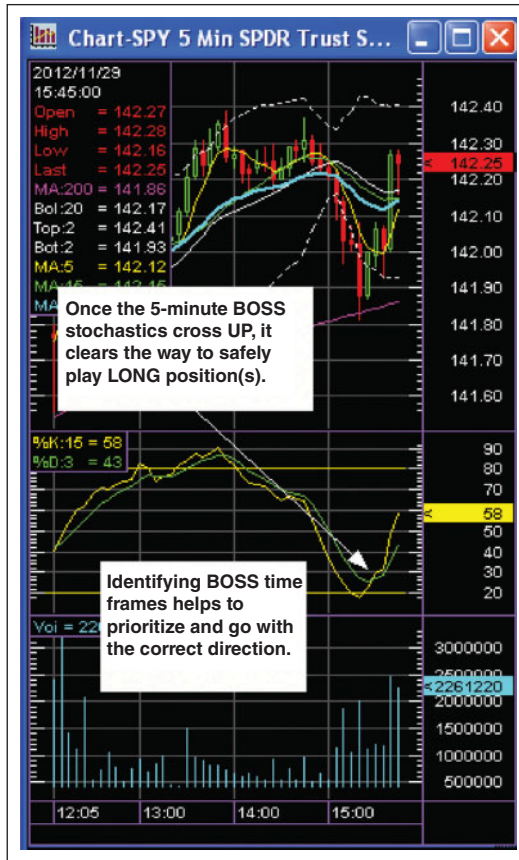 Chart-SPY 5 Min SPDR Trust S...
2012/11/29
15:45:00
Open = 142.27
High = 142.28
Low = 142.16
Last = 142.25
MA:200 = 141.86
Bol:20 = 142.17
Top:2 = 142.41
Bot:2 = 141.93
MA:5 = 142.12
142.40
142.30
142.25
142.20
142.10
142.00
141.90
141.80
141.70
141.60
Once the 5-minute BOSS
stochastics cross UP, it
clears the way to safely
play LONG position(s).
%K:15 = 58
%D:3 = 43
90
80
70
58
50
40
30
20
Identifying BOSS time
frames helps to
prioritize and go with
the correct direction.
3000000
2261220
2000000
1500000
1000000
500000
12:05 13:00 14:00 15:00